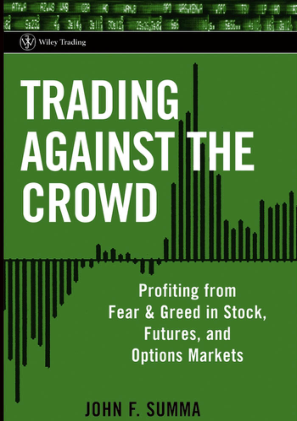 Wiley Trading
TRADING
AGAINST THE
CROWD
Profiting from
Fear & Greed in Stock,
Futures, and
Options Markets
JOHN F. SUMMA